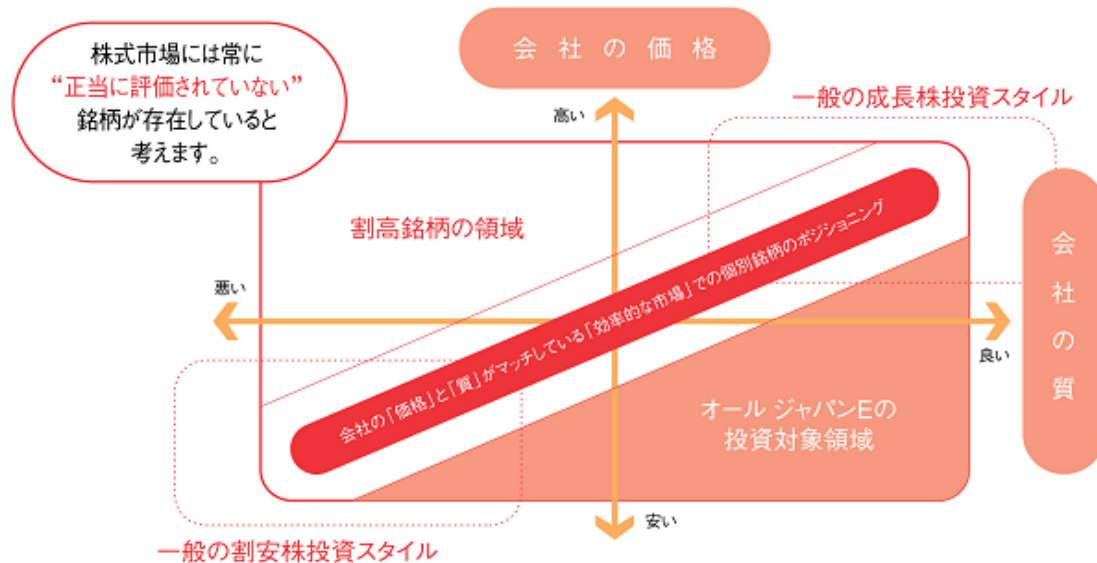 株式市場には常に
“正当に評価されていない”
銘柄が存在していると
考えます。
会社の価格
高い
一般の成長株投資スタイル
割高銘柄の領域
会社の「価格」と「質」がマッチしている「効率的な市場」での個別銘柄のポジショニング
悪い
良い
会社の質
オール ジャパンEの
投資対象領域
安い
一般の割安株投資スタイル